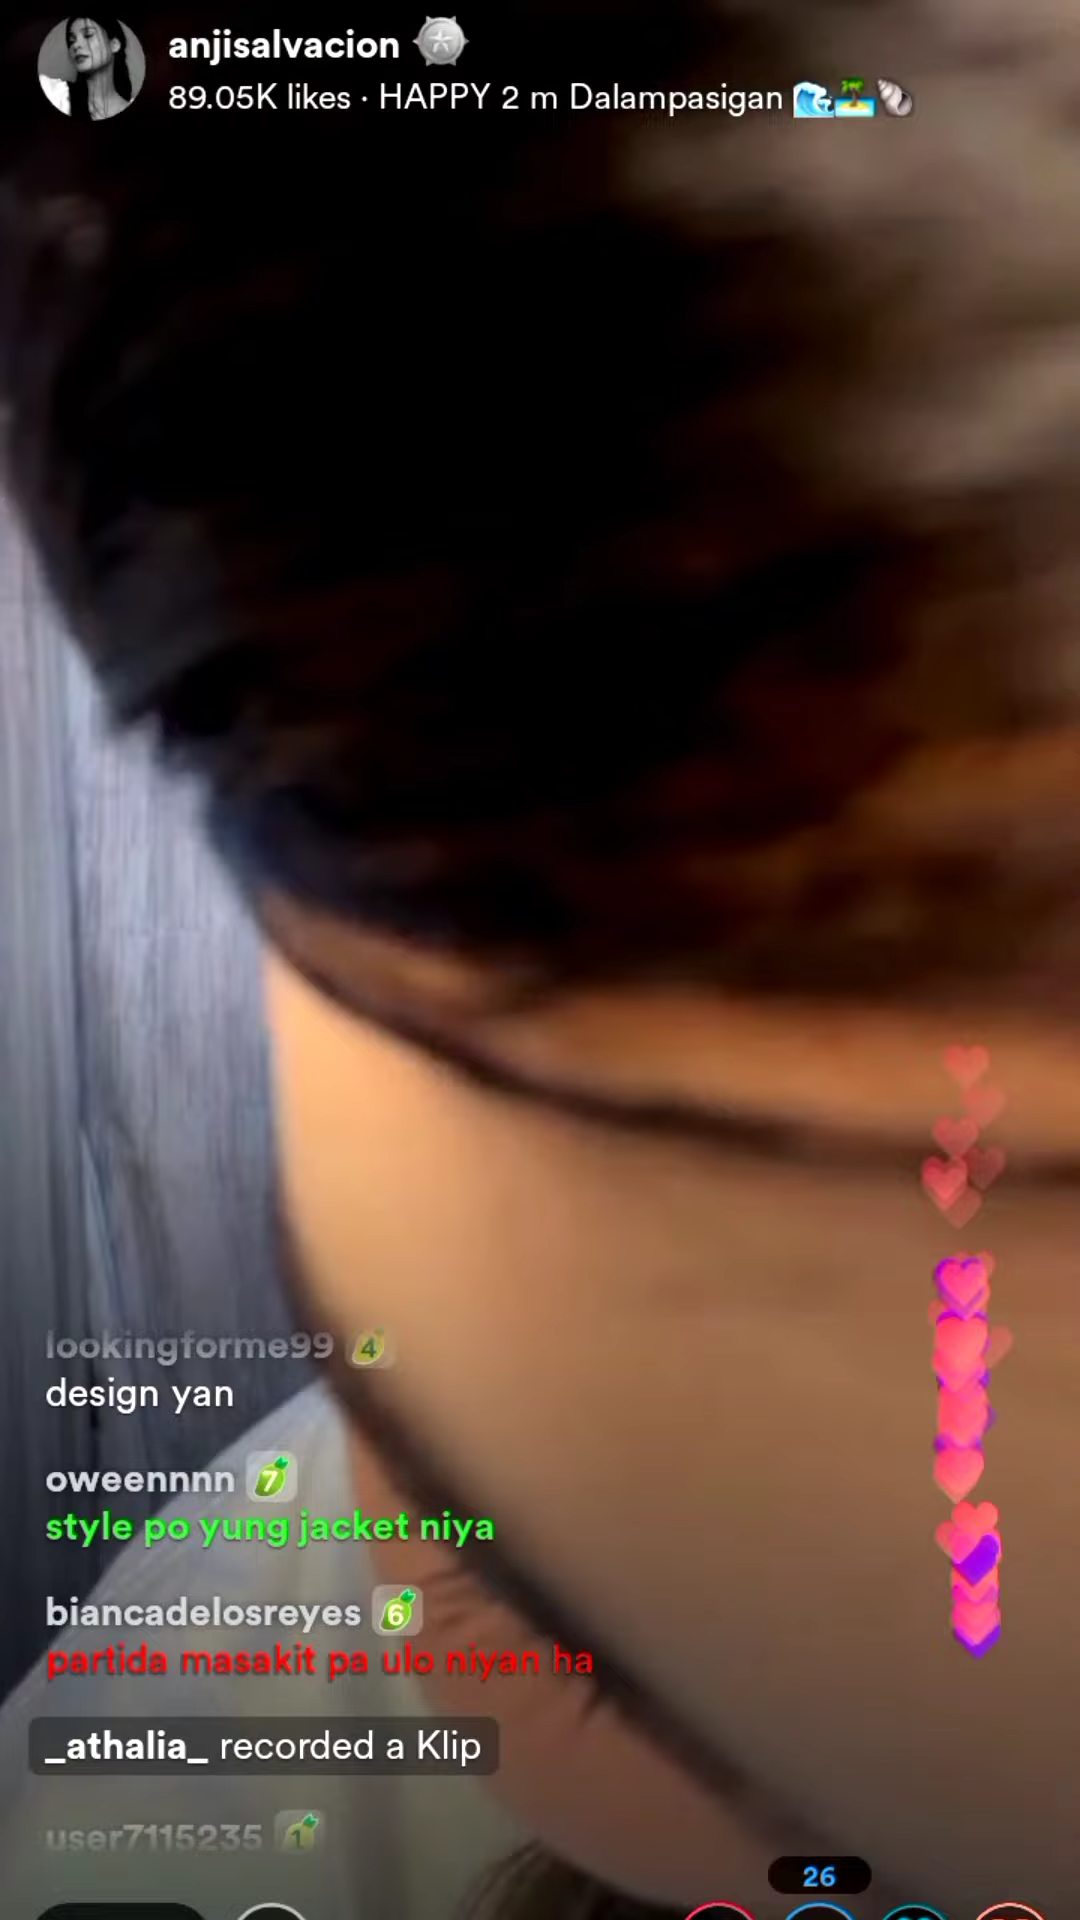 anjisalvacion
89.05K likes · HAPPY 2 m Dalampasigan 🌊🏝️🐚
lookingforme99 4
design yan
oweennnn 7
style po yung jacket niya
biancadelosreyes 6
partida masakit pa ulo niyan ha
_athalia_ recorded a Klip
user7115235 1
26